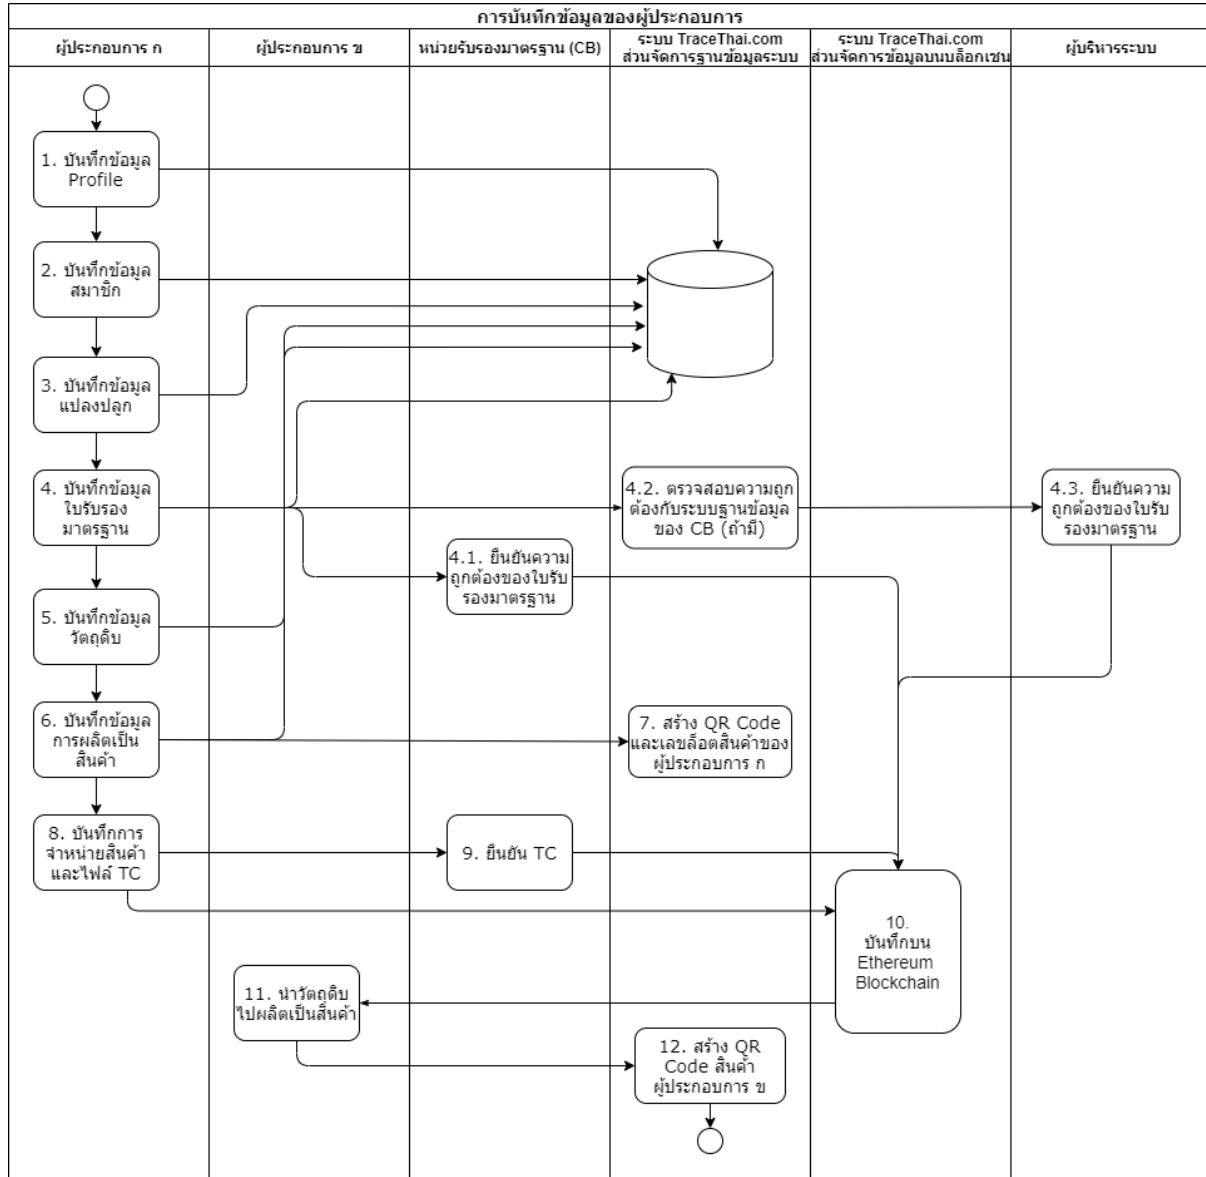 การบันทึกข้อมูลของผู้ประกอบการ
ผู้ประกอบการ ก
ผู้ประกอบการ ข
หน่วยรับรองมาตรฐาน (CB)
ระบบ TraceThai.com
ส่วนจัดการฐานข้อมูลระบบ
ระบบ TraceThai.com
ส่วนจัดการข้อมูลบนบล็อกเชน
ผู้บริหารระบบ
1. บันทึกข้อมูล
Profile
2. บันทึกข้อมูล
สมาชิก
3. บันทึกข้อมูล
แปลงปลูก
4. บันทึกข้อมูล
ใบรับรอง
มาตรฐาน
4.2. ตรวจสอบความถูก
ต้องกับระบบฐานข้อมูล
ของ CB (ถ้ามี)
4.3. ยืนยันความ
ถูกต้องของใบรับ
รองมาตรฐาน
4.1. ยืนยันความ
ถูกต้องของใบรับ
รองมาตรฐาน
5. บันทึกข้อมูล
วัตถุดิบ
6. บันทึกข้อมูล
การผลิตเป็น
สินค้า
7. สร้าง QR Code
และเลขล็อตสินค้าของ
ผู้ประกอบการ ก
8. บันทึกการ
จำหน่ายสินค้า
และไฟล์ TC
9. ยืนยัน TC
10.
บันทึกบน
Ethereum
Blockchain
11. นำวัตถุดิบ
ไปผลิตเป็นสินค้า
12. สร้าง QR
Code สินค้า
ผู้ประกอบการ ข